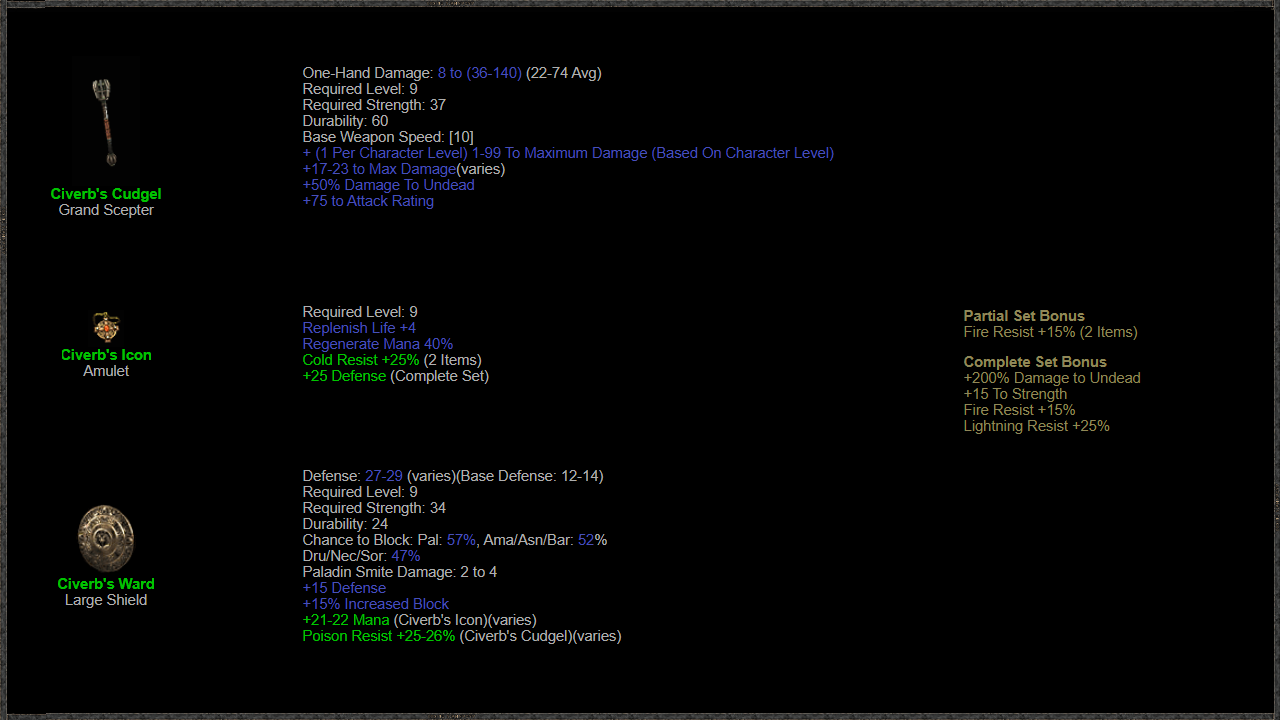 Civerb's Cudgel
Grand Scepter
One-Hand Damage: 8 to (36-140) (22-74 Avg)
Required Level: 9
Required Strength: 37
Durability: 60
Base Weapon Speed: [10]
+ (1 Per Character Level) 1-99 To Maximum Damage (Based On Character Level)
+17-23 to Max Damage(varies)
+50% Damage To Undead
+75 to Attack Rating
Civerb's Icon
Amulet
Required Level: 9
Replenish Life +4
Regenerate Mana 40%
Cold Resist +25% (2 Items)
+25 Defense (Complete Set)
Partial Set Bonus
Fire Resist +15% (2 Items)
Complete Set Bonus
+200% Damage to Undead
+15 To Strength
Fire Resist +15%
Lightning Resist +25%
Civerb's Ward
Large Shield
Defense: 27-29 (varies)(Base Defense: 12-14)
Required Level: 9
Required Strength: 34
Durability: 24
Chance to Block: Pal: 57%, Ama/Asn/Bar: 52%
Dru/Nec/Sor: 47%
Paladin Smite Damage: 2 to 4
+15 Defense
+15% Increased Block
+21-22 Mana (Civerb's Icon)(varies)
Poison Resist +25-26% (Civerb's Cudgel)(varies)